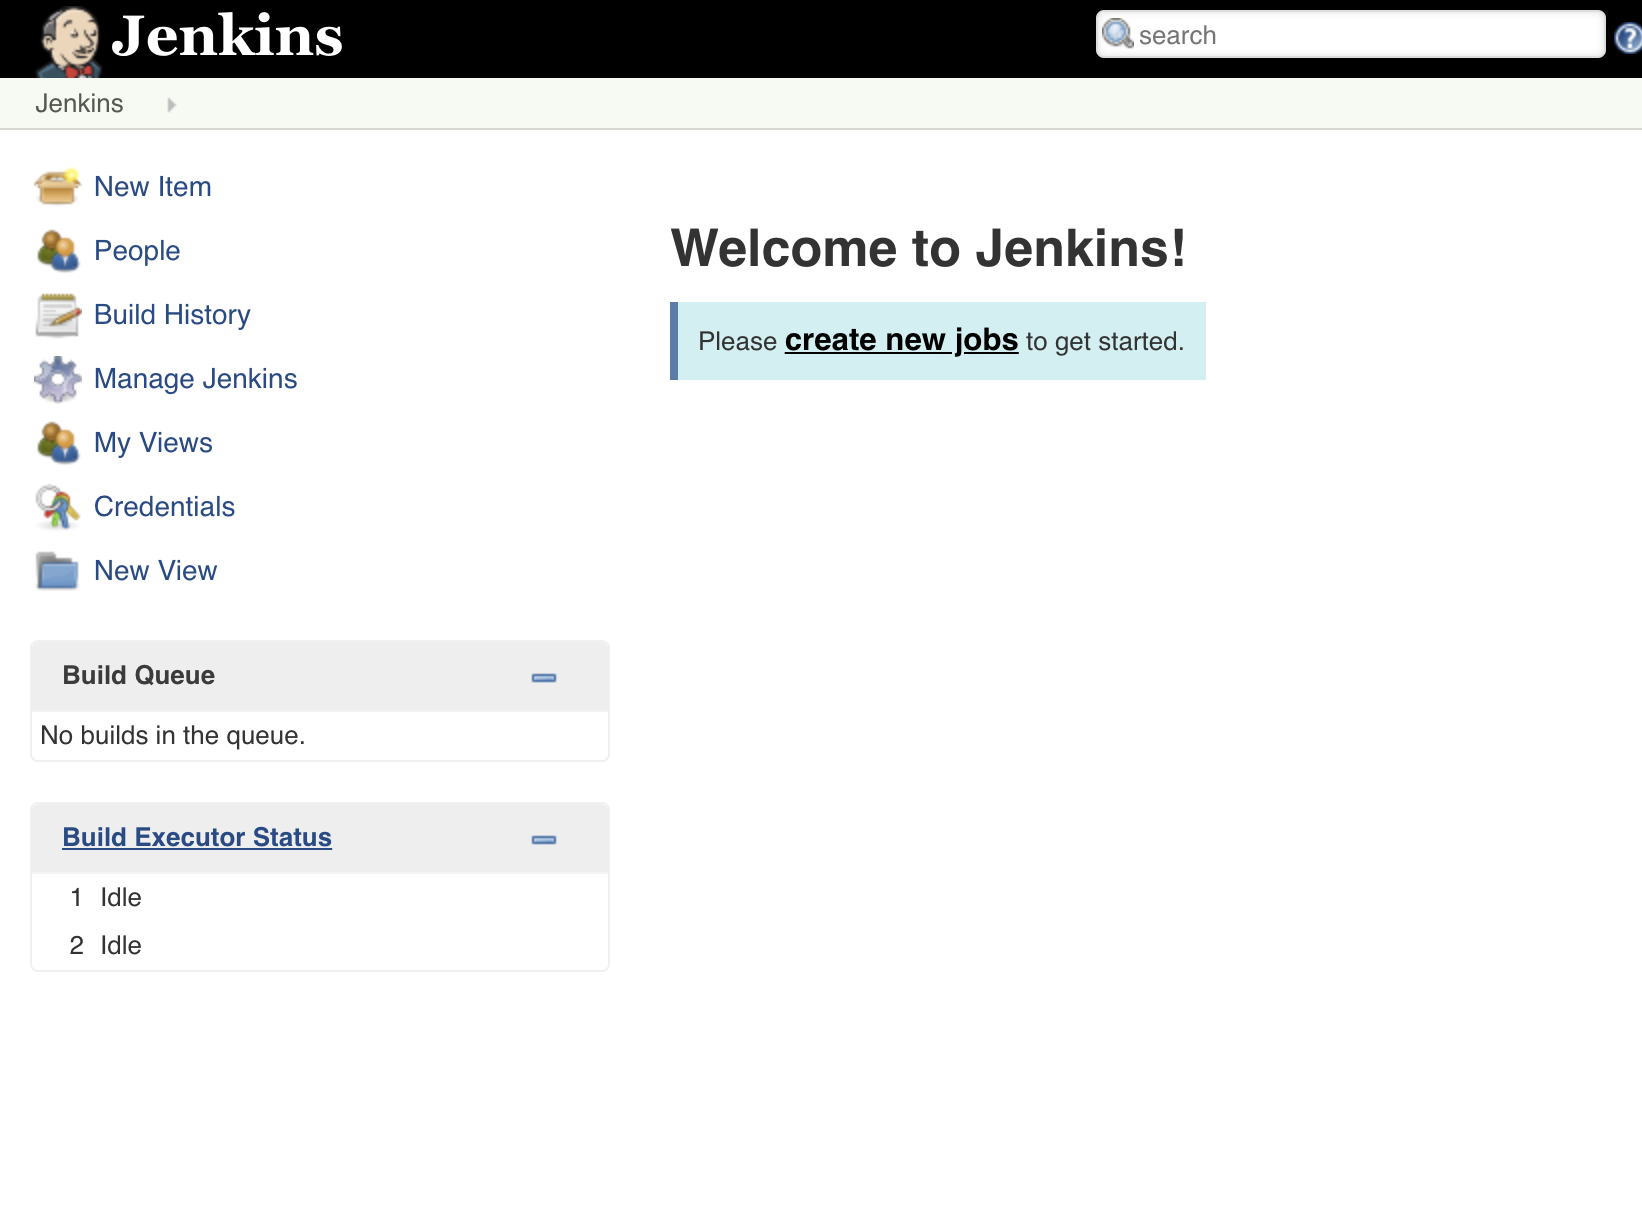 Jenkins
search
?
Jenkins
New Item
People
Build History
Manage Jenkins
My Views
Credentials
New View
Welcome to Jenkins!
Please create new jobs to get started.
Build Queue
No builds in the queue.
Build Executor Status
1 Idle
2 Idle